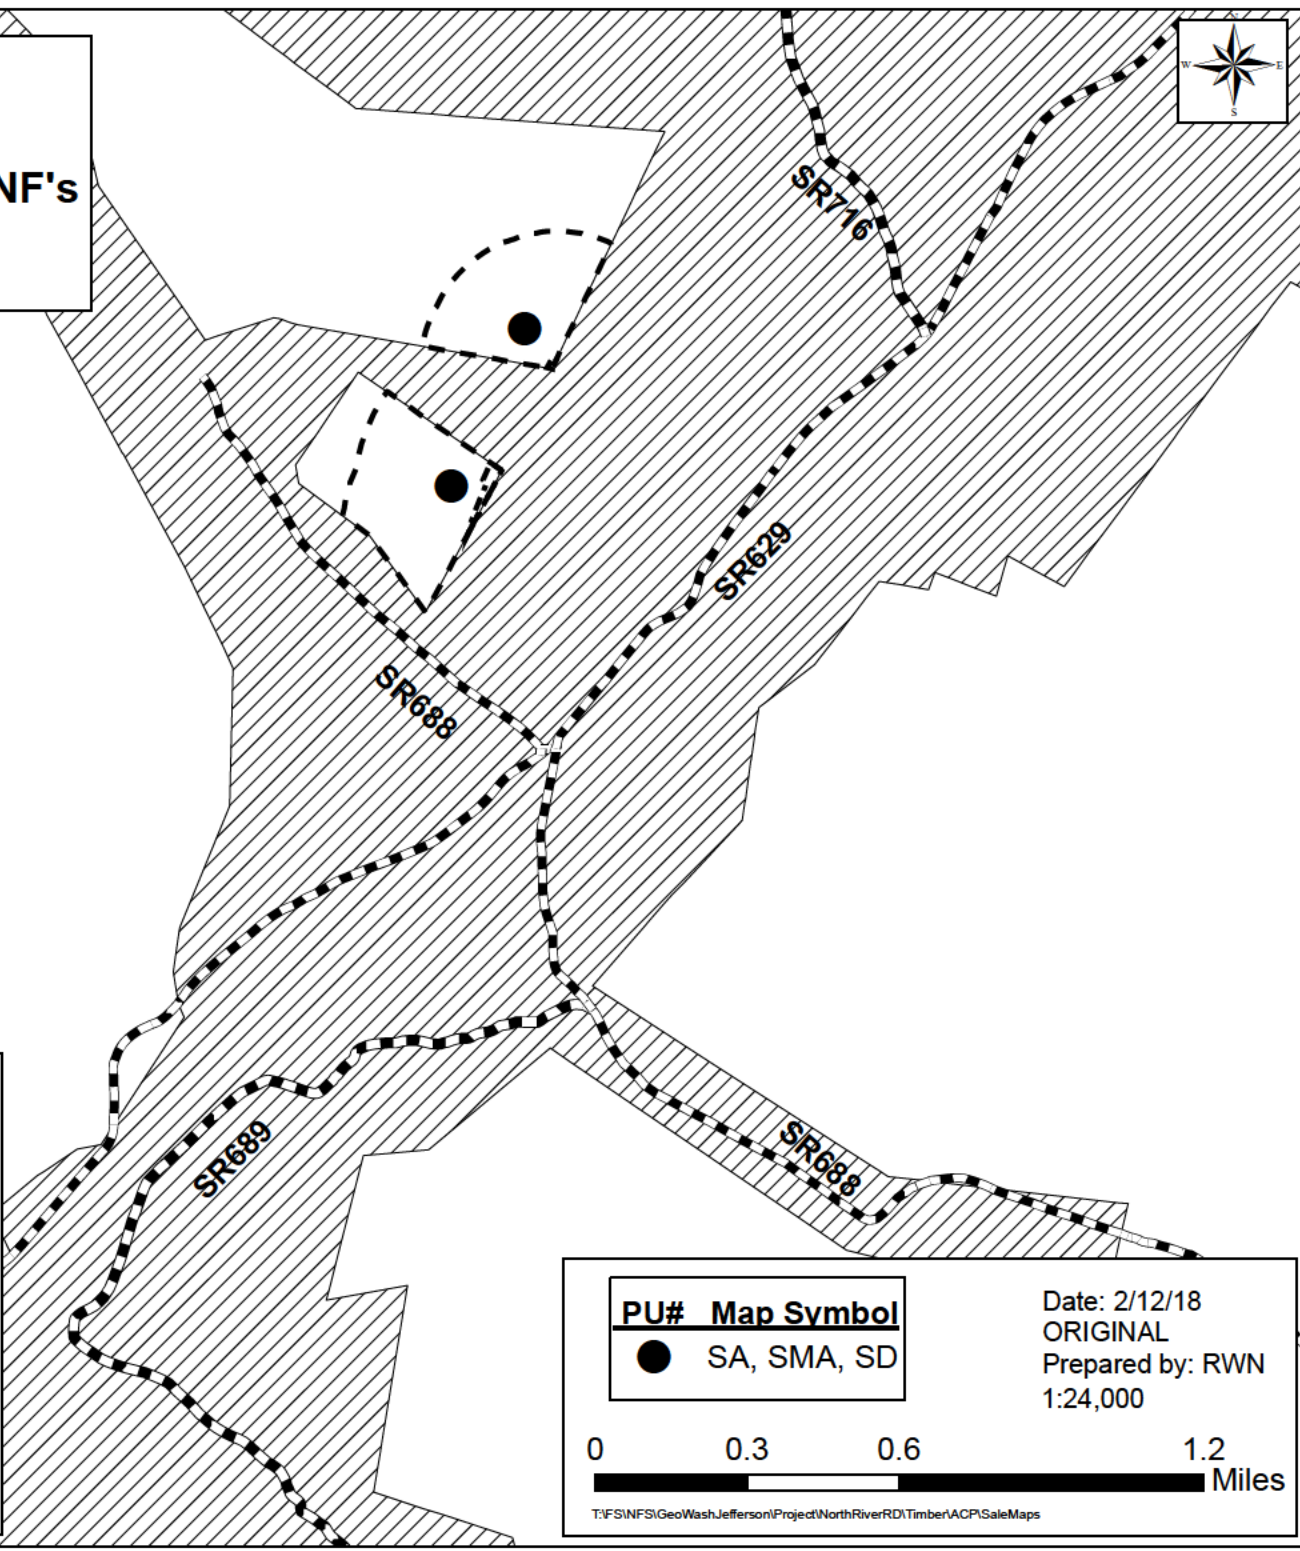 N
W E
S
NF's
SR716
SR629
SR688
SR689
SR688
PU# Map Symbol
SA, SMA, SD
Date: 2/12/18
ORIGINAL
Prepared by: RWN
1:24,000
0 0.3 0.6 1.2
Miles
T:\FS\NFS\GeoWashJefferson\Project\NorthRiverRD\Timber\ACP\SaleMaps